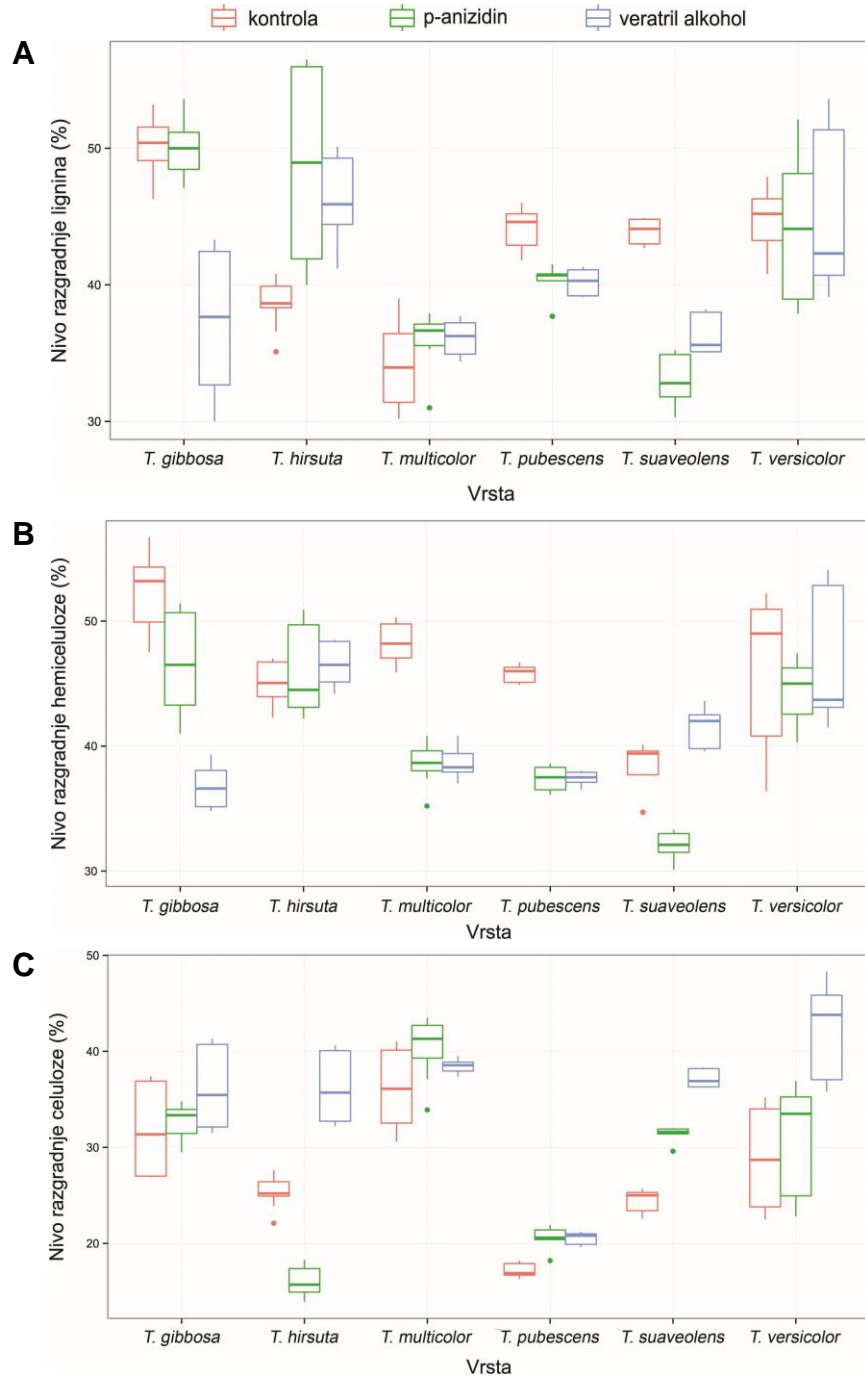 kontrola p-anizidin veratril alkohol
A
Nivo razgradnje lignina (%)
50
40
30
T. gibbosa T. hirsuta T. multicolor T. pubescens T. suaveolens T. versicolor
Vrsta
B
Nivo razgradnje hemiceluloze (%)
50
40
30
T. gibbosa T. hirsuta T. multicolor T. pubescens T. suaveolens T. versicolor
Vrsta
C
Nivo razgradnje celuloze (%)
50
40
30
20
T. gibbosa T. hirsuta T. multicolor T. pubescens T. suaveolens T. versicolor
Vrsta